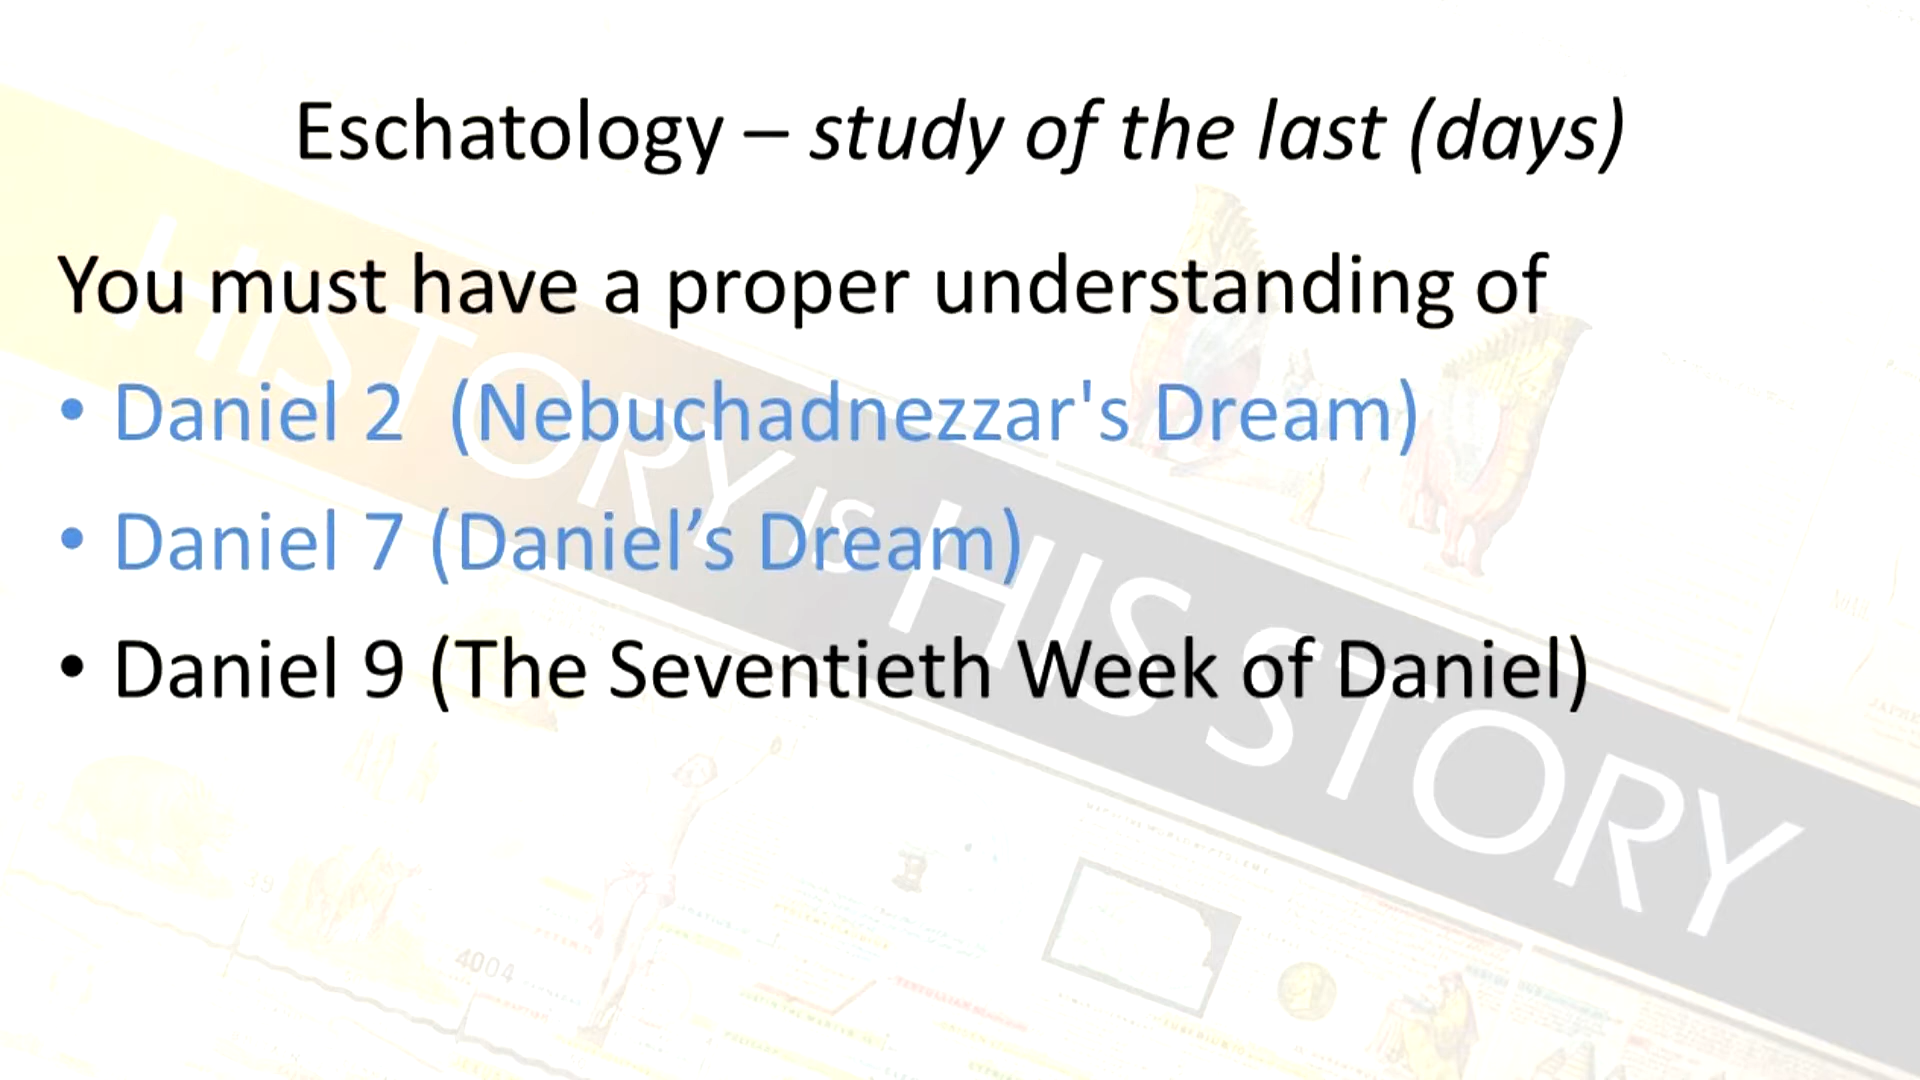 Eschatology – study of the last (days)
You must have a proper understanding of
• Daniel 2 (Nebuchadnezzar's Dream)
• Daniel 7 (Daniel’s Dream)
• Daniel 9 (The Seventieth Week of Daniel)
HISTORY IS HIS STORY
4004